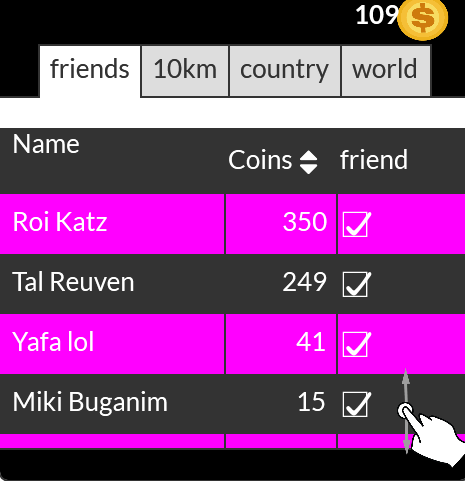 109 $
friends 10km country world
Name Coins friend
Roi Katz 350
Tal Reuven 249
Yafa lol 41
Miki Buganim 15